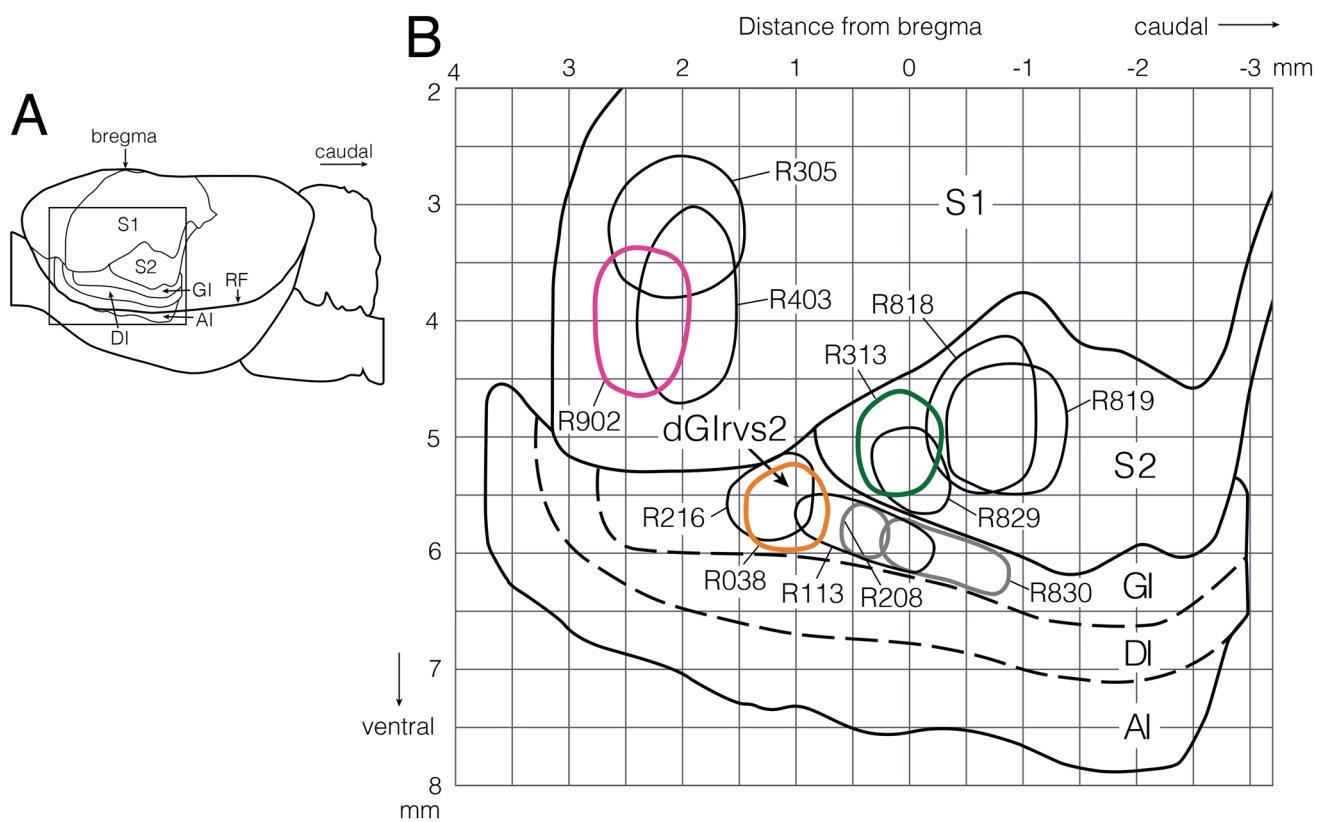 A
bregma
caudal
S1
S2
GI
RF
AI
DI
B
Distance from bregma
caudal
4 3 2 1 0 -1 -2 -3 mm
2
3
4
5
6
7
8
mm
ventral
R305
S1
R403
R818
R313
R819
R902
dGIrvs2
S2
R216
R829
R038
R113
R208
R830
GI
DI
AI